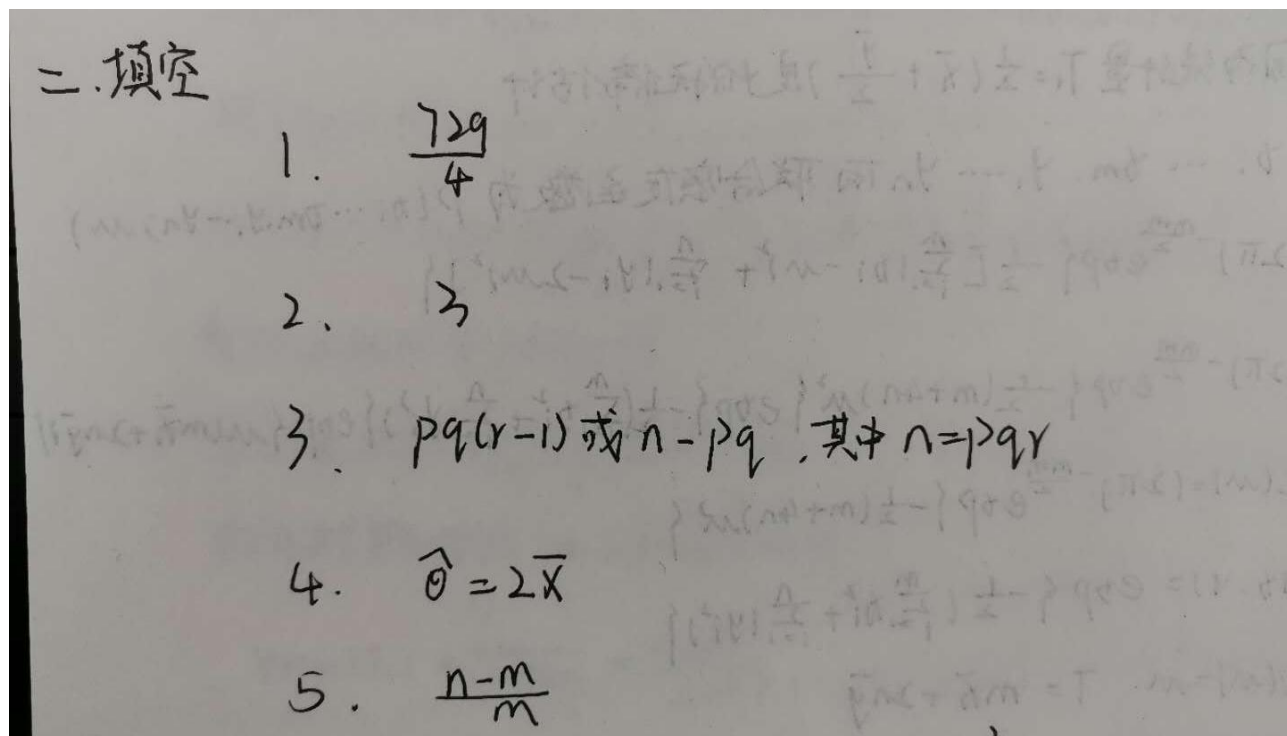 二.填空
1. 729/4
2. 3
3. pq(r-1)或 n-pq,其中 n=pqr
4. θ̂=2X̄
5. (n-m)/m